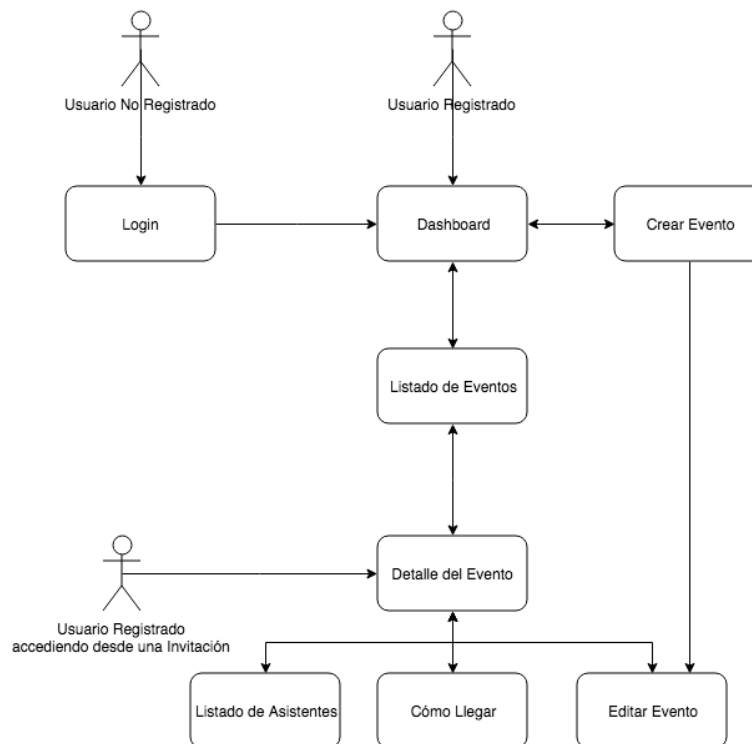 Usuario No Registrado
Usuario Registrado
Login
Dashboard
Crear Evento
Listado de Eventos
Detalle del Evento
Usuario Registrado
accediendo desde una Invitación
Listado de Asistentes
Cómo Llegar
Editar Evento